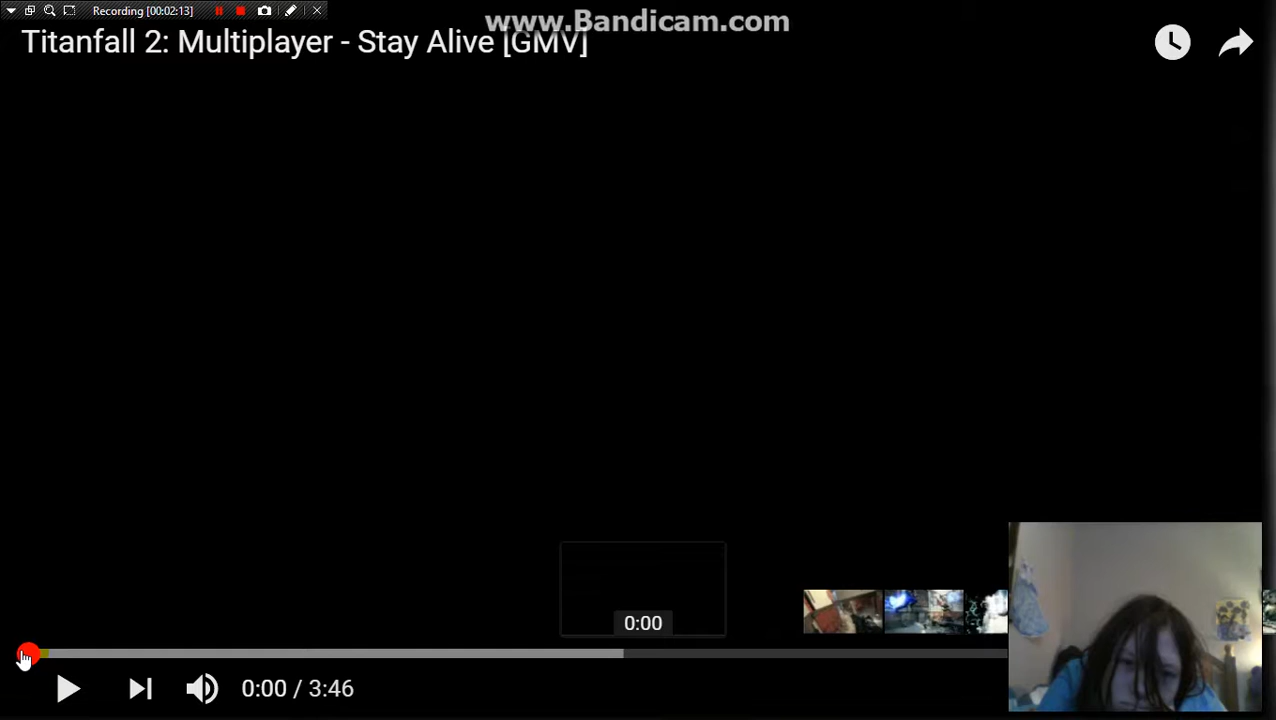 Recording [00:02:13]
www.Bandicam.com
Titanfall 2: Multiplayer - Stay Alive [GMV]
0:00
0:00 / 3:46